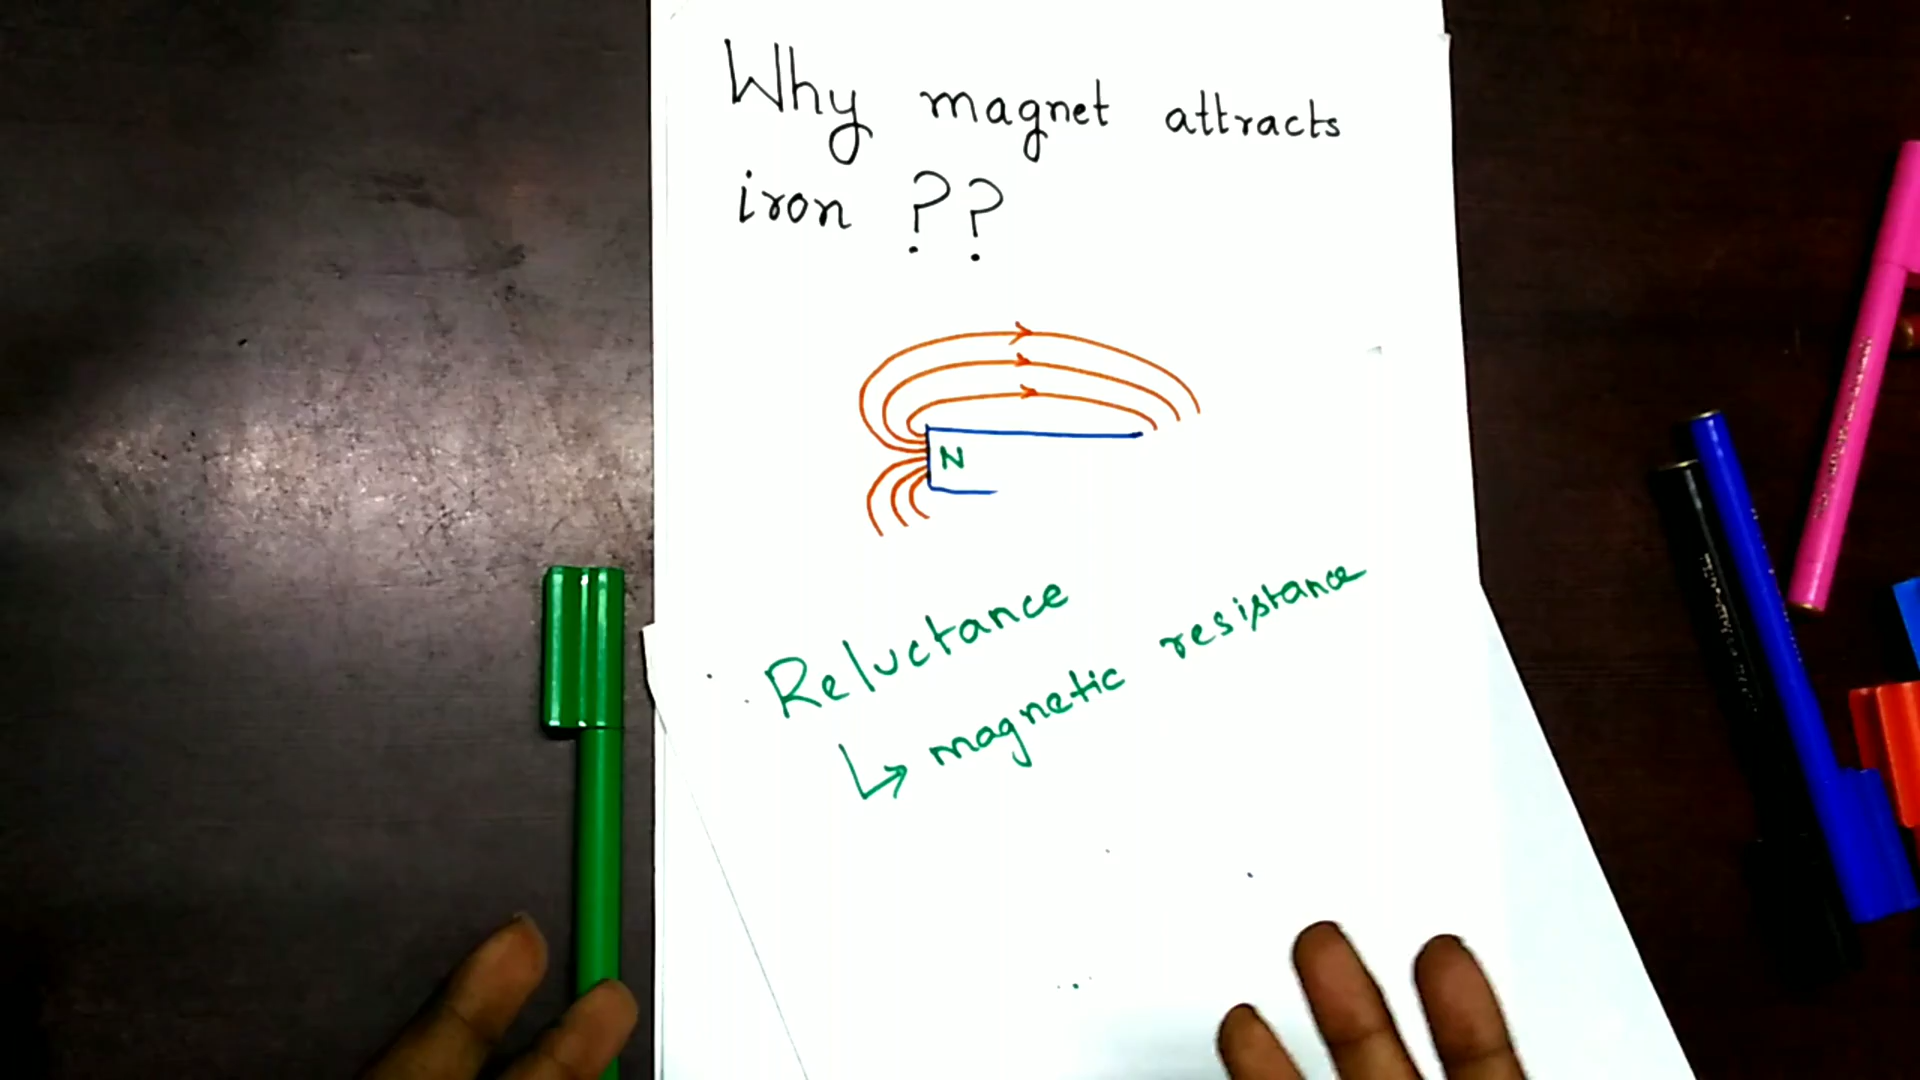 Why magnet attracts
iron ??
N
Reluctance
↳ magnetic resistance